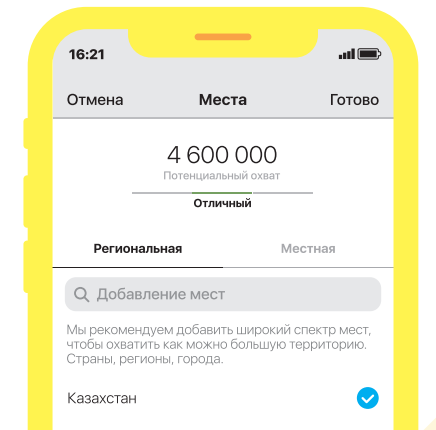 16:21
Отмена Места Готово
4 600 000
Потенциальный охват
Отличный
Региональная Местная
Добавление мест
Мы рекомендуем добавить широкий спектр мест,
чтобы охватить как можно большую территорию.
Страны, регионы, города.
Казахстан